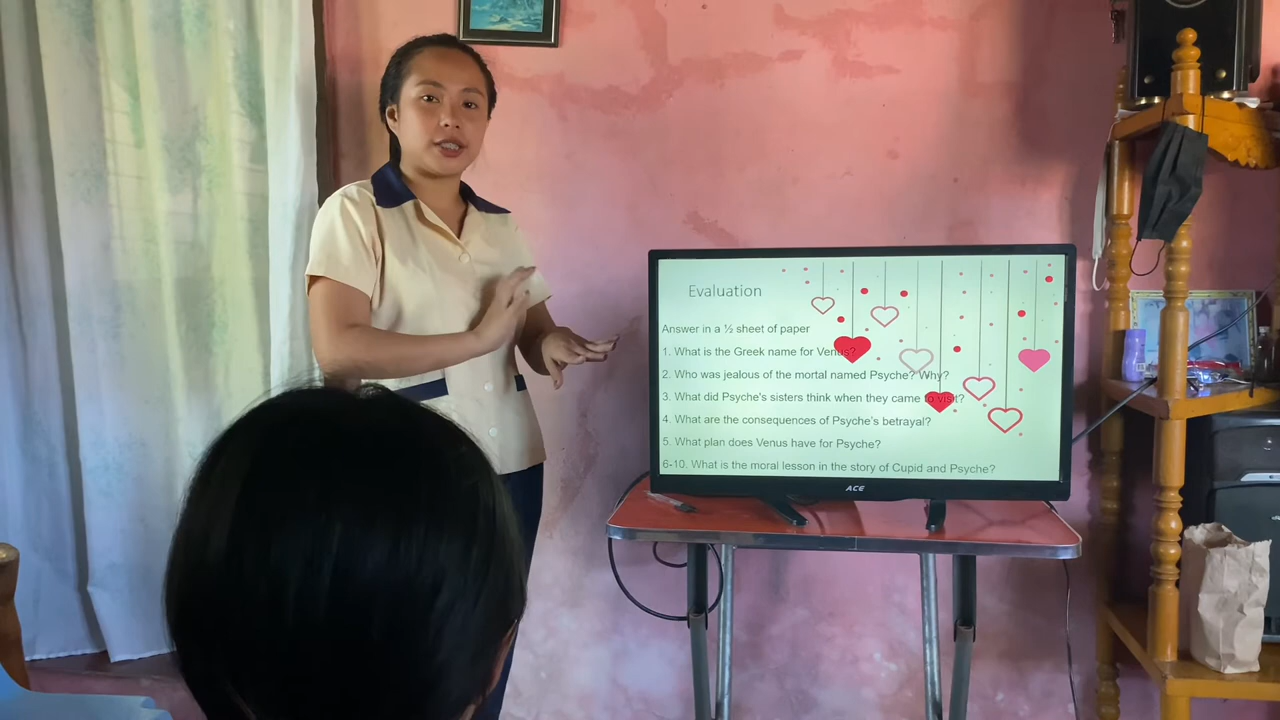 Evaluation
Answer in a ½ sheet of paper
1. What is the Greek name for Venus?
2. Who was jealous of the mortal named Psyche? Why?
3. What did Psyche's sisters think when they came to visit?
4. What are the consequences of Psyche's betrayal?
5. What plan does Venus have for Psyche?
6-10. What is the moral lesson in the story of Cupid and Psyche?
ACE